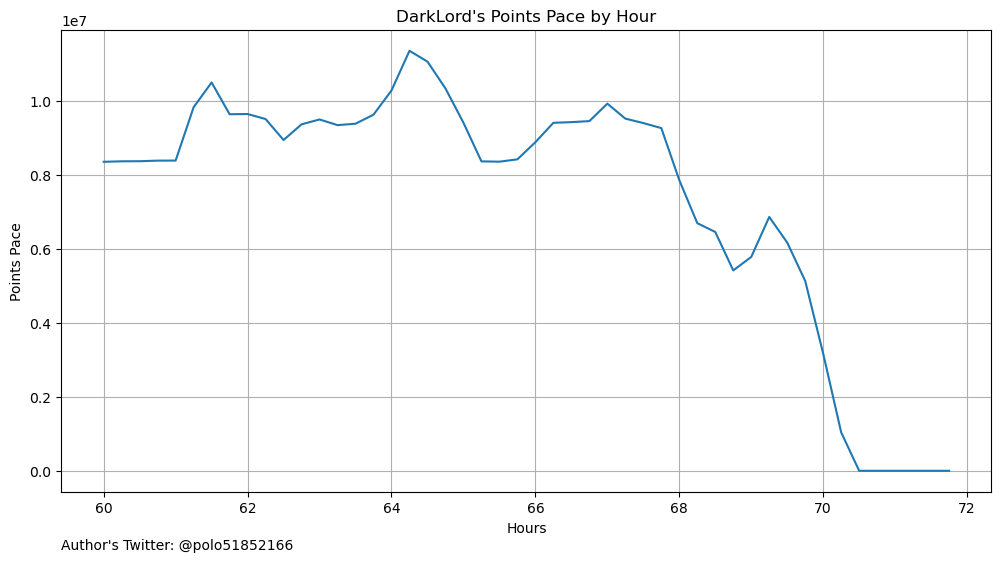 DarkLord's Points Pace by Hour
1e7
1.0
0.8
0.6
0.4
0.2
0.0
Points Pace
60 62 64 66 68 70 72
Hours
Author's Twitter: @polo51852166